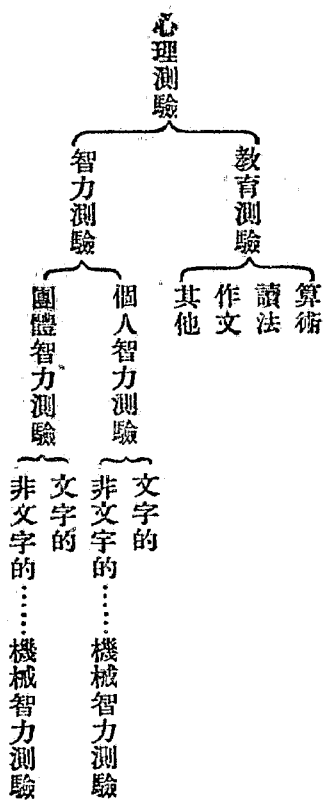 心理測驗
教育測驗
算術
讀法
作文
其他
智力測驗
個人智力測驗
文字的
非文字的……機械智力測驗
團體智力測驗
文字的
非文字的……機械智力測驗